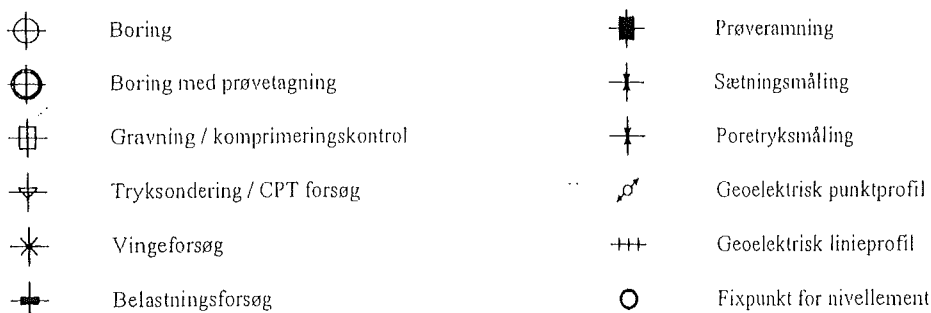 Boring
Boring med prøvetagning
Gravning / komprimeringskontrol
Tryksondering / CPT forsøg
Vingeforsøg
Belastningsforsøg
Prøveramning
Sætningsmåling
Poretryksmåling
Geoelektrisk punktprofil
Geoelektrisk linieprofil
Fixpunkt for nivellement